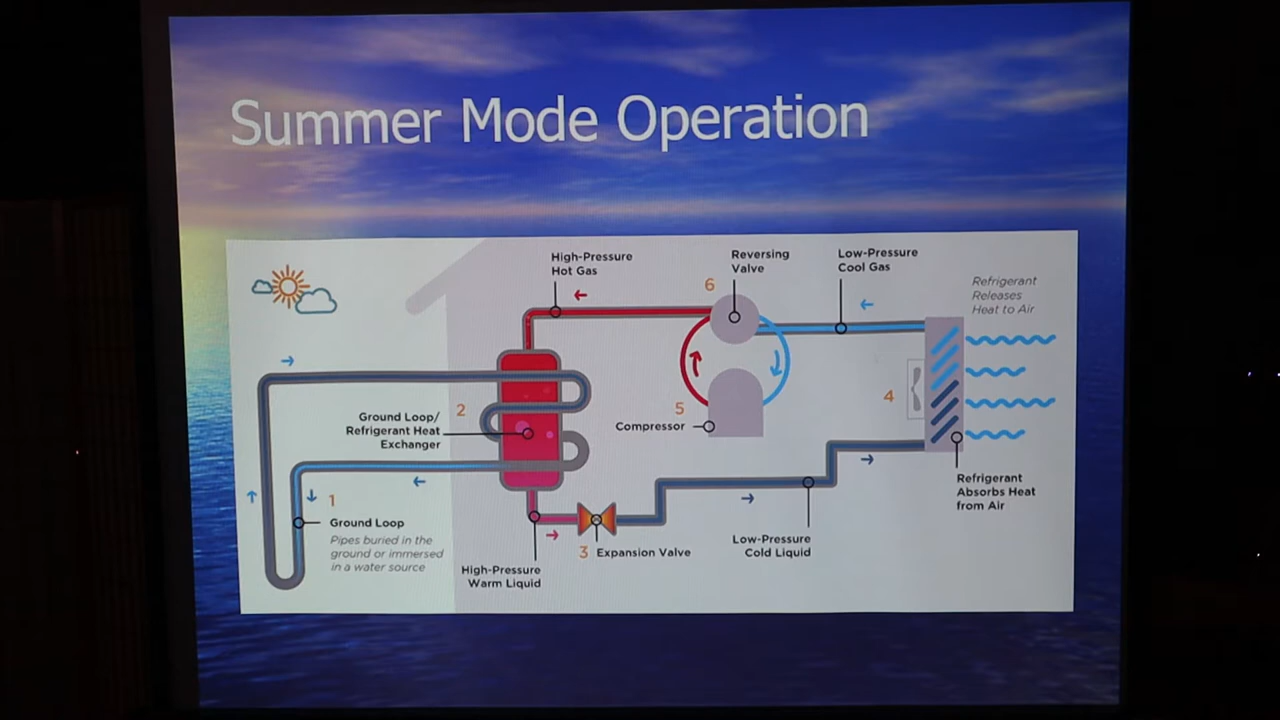 Summer Mode Operation
High-Pressure
Hot Gas
Reversing
Valve
Low-Pressure
Cool Gas
Refrigerant
Releases
Heat to Air
6
2
Ground Loop/
Refrigerant Heat
Exchanger
5
Compressor
4
1
Ground Loop
Pipes buried in the
ground or immersed
in a water source
High-Pressure
Warm Liquid
3 Expansion Valve
Low-Pressure
Cold Liquid
Refrigerant
Absorbs Heat
from Air